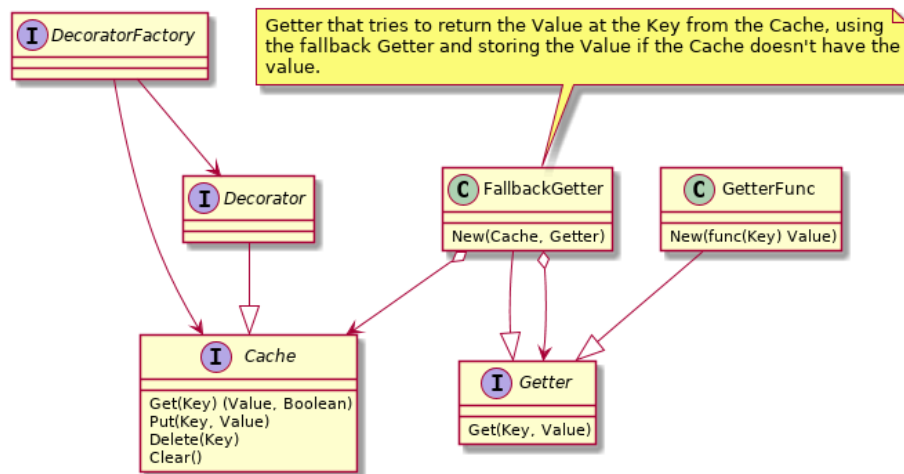 I DecoratorFactory
Getter that tries to return the Value at the Key from the Cache, using
the fallback Getter and storing the Value if the Cache doesn't have the
value.
I Decorator
C FallbackGetter
New(Cache, Getter)
C GetterFunc
New(func(Key) Value)
I Cache
Get(Key) (Value, Boolean)
Put(Key, Value)
Delete(Key)
Clear()
I Getter
Get(Key, Value)